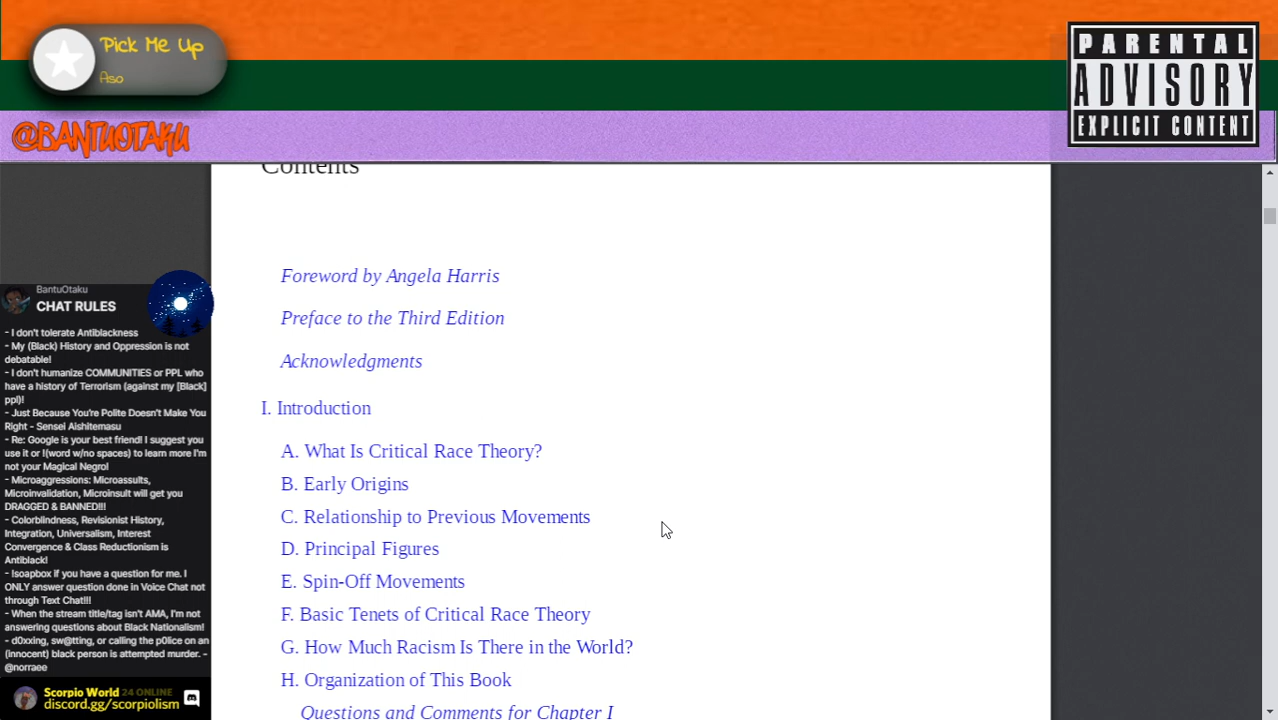 Pick Me Up
Aso
PARENTAL
ADVISORY
EXPLICIT CONTENT
@BANTUOTAKU
Contents
Foreword by Angela Harris
Preface to the Third Edition
Acknowledgments
I. Introduction
A. What Is Critical Race Theory?
B. Early Origins
C. Relationship to Previous Movements
D. Principal Figures
E. Spin-Off Movements
F. Basic Tenets of Critical Race Theory
G. How Much Racism Is There in the World?
H. Organization of This Book
Questions and Comments for Chapter I
BantuOtaku
CHAT RULES
- I don't tolerate Antiblackness
- My (Black) History and Oppression is not
debatable!
- I don't humanize COMMUNITIES or PPL who
have a history of Terrorism (against my [Black]
ppl)!
- Just Because You're Polite Doesn't Make You
Right - Sensei Aishitemasu
- Re: Google is your best friend! I suggest you
use it or !(word w/no spaces) to learn more I'm
not your Magical Negro!
- Microaggressions: Microassults,
Microinvalidation, Microinsult will get you
DRAGGED & BANNED!!!
- Colorblindness, Revisionist History,
Integration, Universalism, Interest
Convergence & Class Reductionism is
Antiblack!
- !soapbox if you have a question for me. I
ONLY answer question done in Voice Chat not
through Text Chat!!!
- When the stream title/tag isn't AMA, I'm not
answering questions about Black Nationalism!
- d0xxing, sw@tting, or calling the p0lice on an
(innocent) black person is attempted murder. -
@norraee
Scorpio World 24 ONLINE
discord.gg/scorpiolism